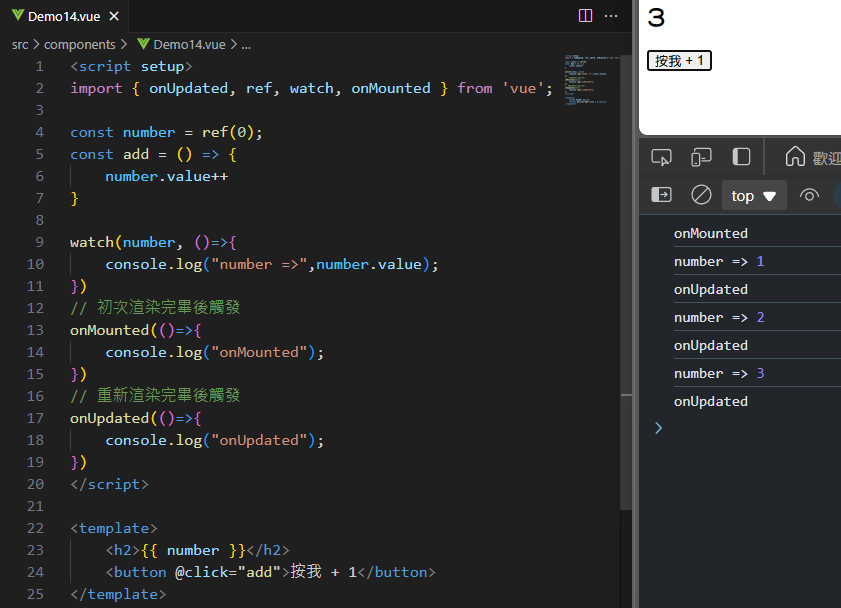 Demo14.vue
src > components > Demo14.vue > ...
1 <script setup>
2 import { onUpdated, ref, watch, onMounted } from 'vue';
3
4 const number = ref(0);
5 const add = () => {
6 number.value++
7 }
8
9 watch(number, ()=>{
10 console.log("number =>",number.value);
11 })
12 // 初次渲染完畢後觸發
13 onMounted(()=>{
14 console.log("onMounted");
15 })
16 // 重新渲染完畢後觸發
17 onUpdated(()=>{
18 console.log("onUpdated");
19 })
20 </script>
21
22 <template>
23 <h2>{{ number }}</h2>
24 <button @click="add">按我 + 1</button>
25 </template>
3
按我 + 1
歡迎
top
onMounted
number => 1
onUpdated
number => 2
onUpdated
number => 3
onUpdated